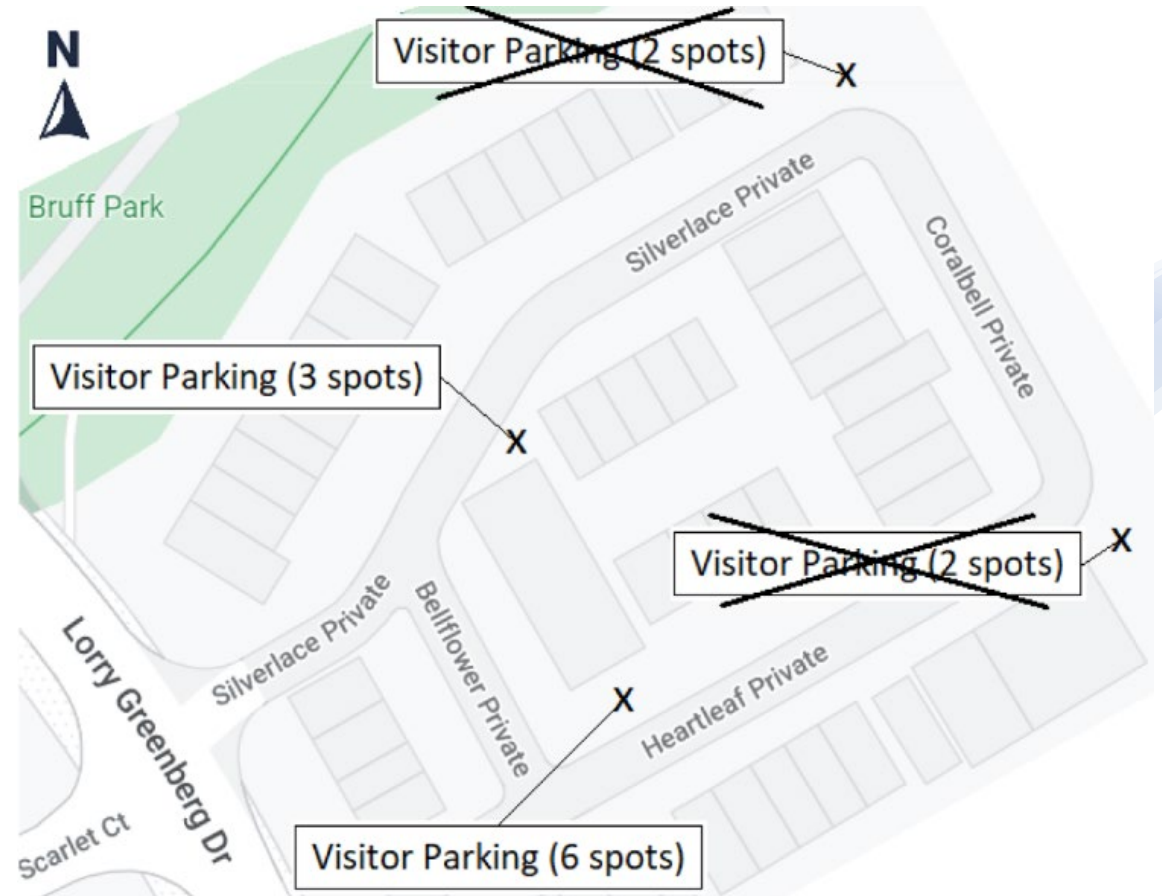 N
Visitor Parking (2 spots)
X
Bruff Park
Silverlace Private
Coralbell Private
Visitor Parking (3 spots)
X
Visitor Parking (2 spots)
X
Silverlace Private
Bellflower Private
Lorry Greenberg Dr
Heartleaf Private
X
Scarlet Ct
Visitor Parking (6 spots)